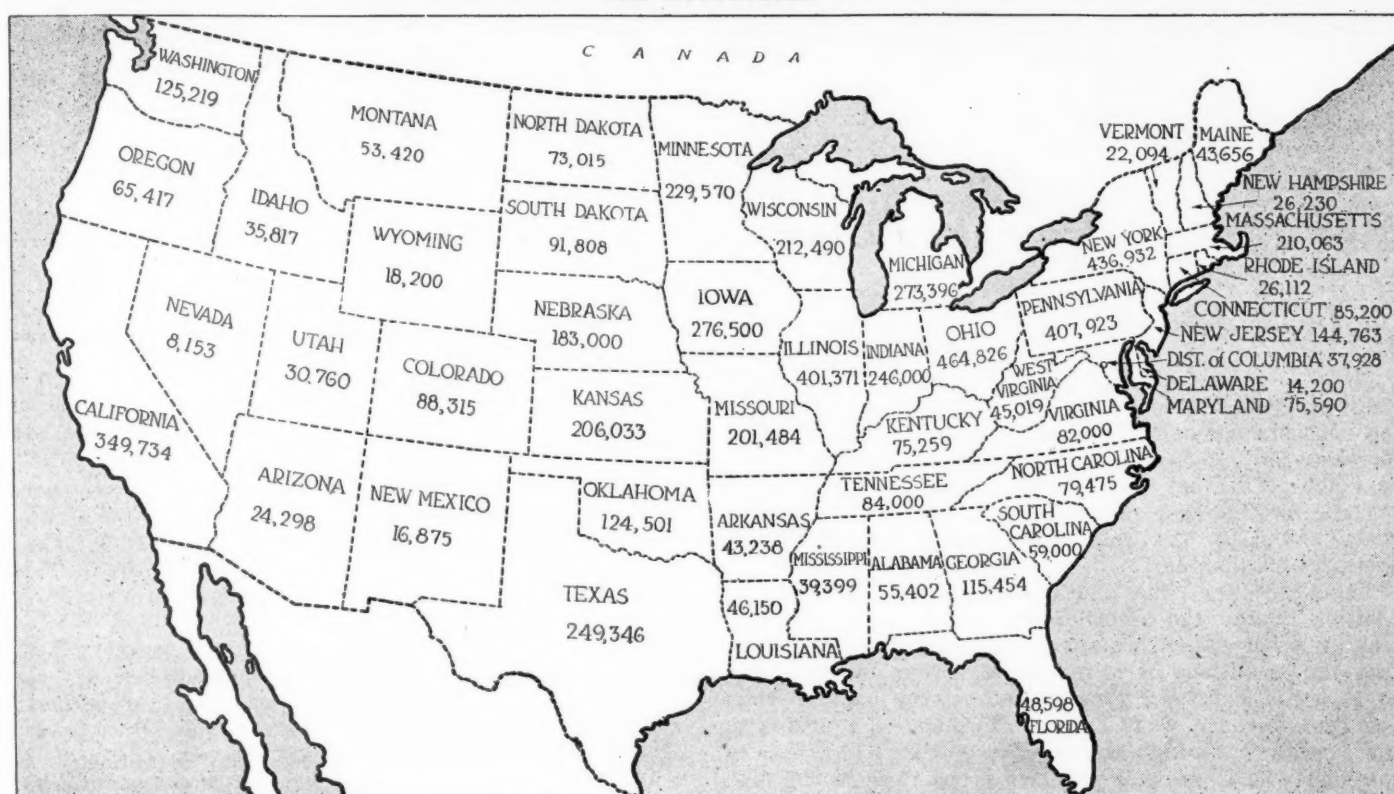 CANADA
WASHINGTON
125,219
OREGON
65,417
CALIFORNIA
349,734
NEVADA
8,153
IDAHO
35,817
MONTANA
53,420
WYOMING
18,200
UTAH
30,760
ARIZONA
24,298
COLORADO
88,315
NEW MEXICO
16,875
NORTH DAKOTA
73,015
SOUTH DAKOTA
91,808
NEBRASKA
183,000
KANSAS
206,033
OKLAHOMA
124,501
TEXAS
249,346
MINNESOTA
229,570
IOWA
276,500
MISSOURI
201,484
ARKANSAS
43,238
46,150
LOUISIANA
WISCONSIN
212,490
ILLINOIS
401,371
MICHIGAN
273,396
INDIANA
246,000
OHIO
464,826
KENTUCKY
75,259
TENNESSEE
84,000
MISSISSIPPI
39,399
ALABAMA
55,402
GEORGIA
115,454
48,598
FLORIDA
SOUTH
CAROLINA
59,000
NORTH CAROLINA
79,475
VIRGINIA
82,000
WEST
VIRGINIA
45,019
PENNSYLVANIA
407,923
NEW YORK
436,932
VERMONT
22,094
MAINE
43,656
NEW HAMPSHIRE
26,230
MASSACHUSETTS
210,063
RHODE ISLAND
26,112
CONNECTICUT 85,200
NEW JERSEY 144,763
DIST. of COLUMBIA 37,928
DELAWARE 14,200
MARYLAND 75,590